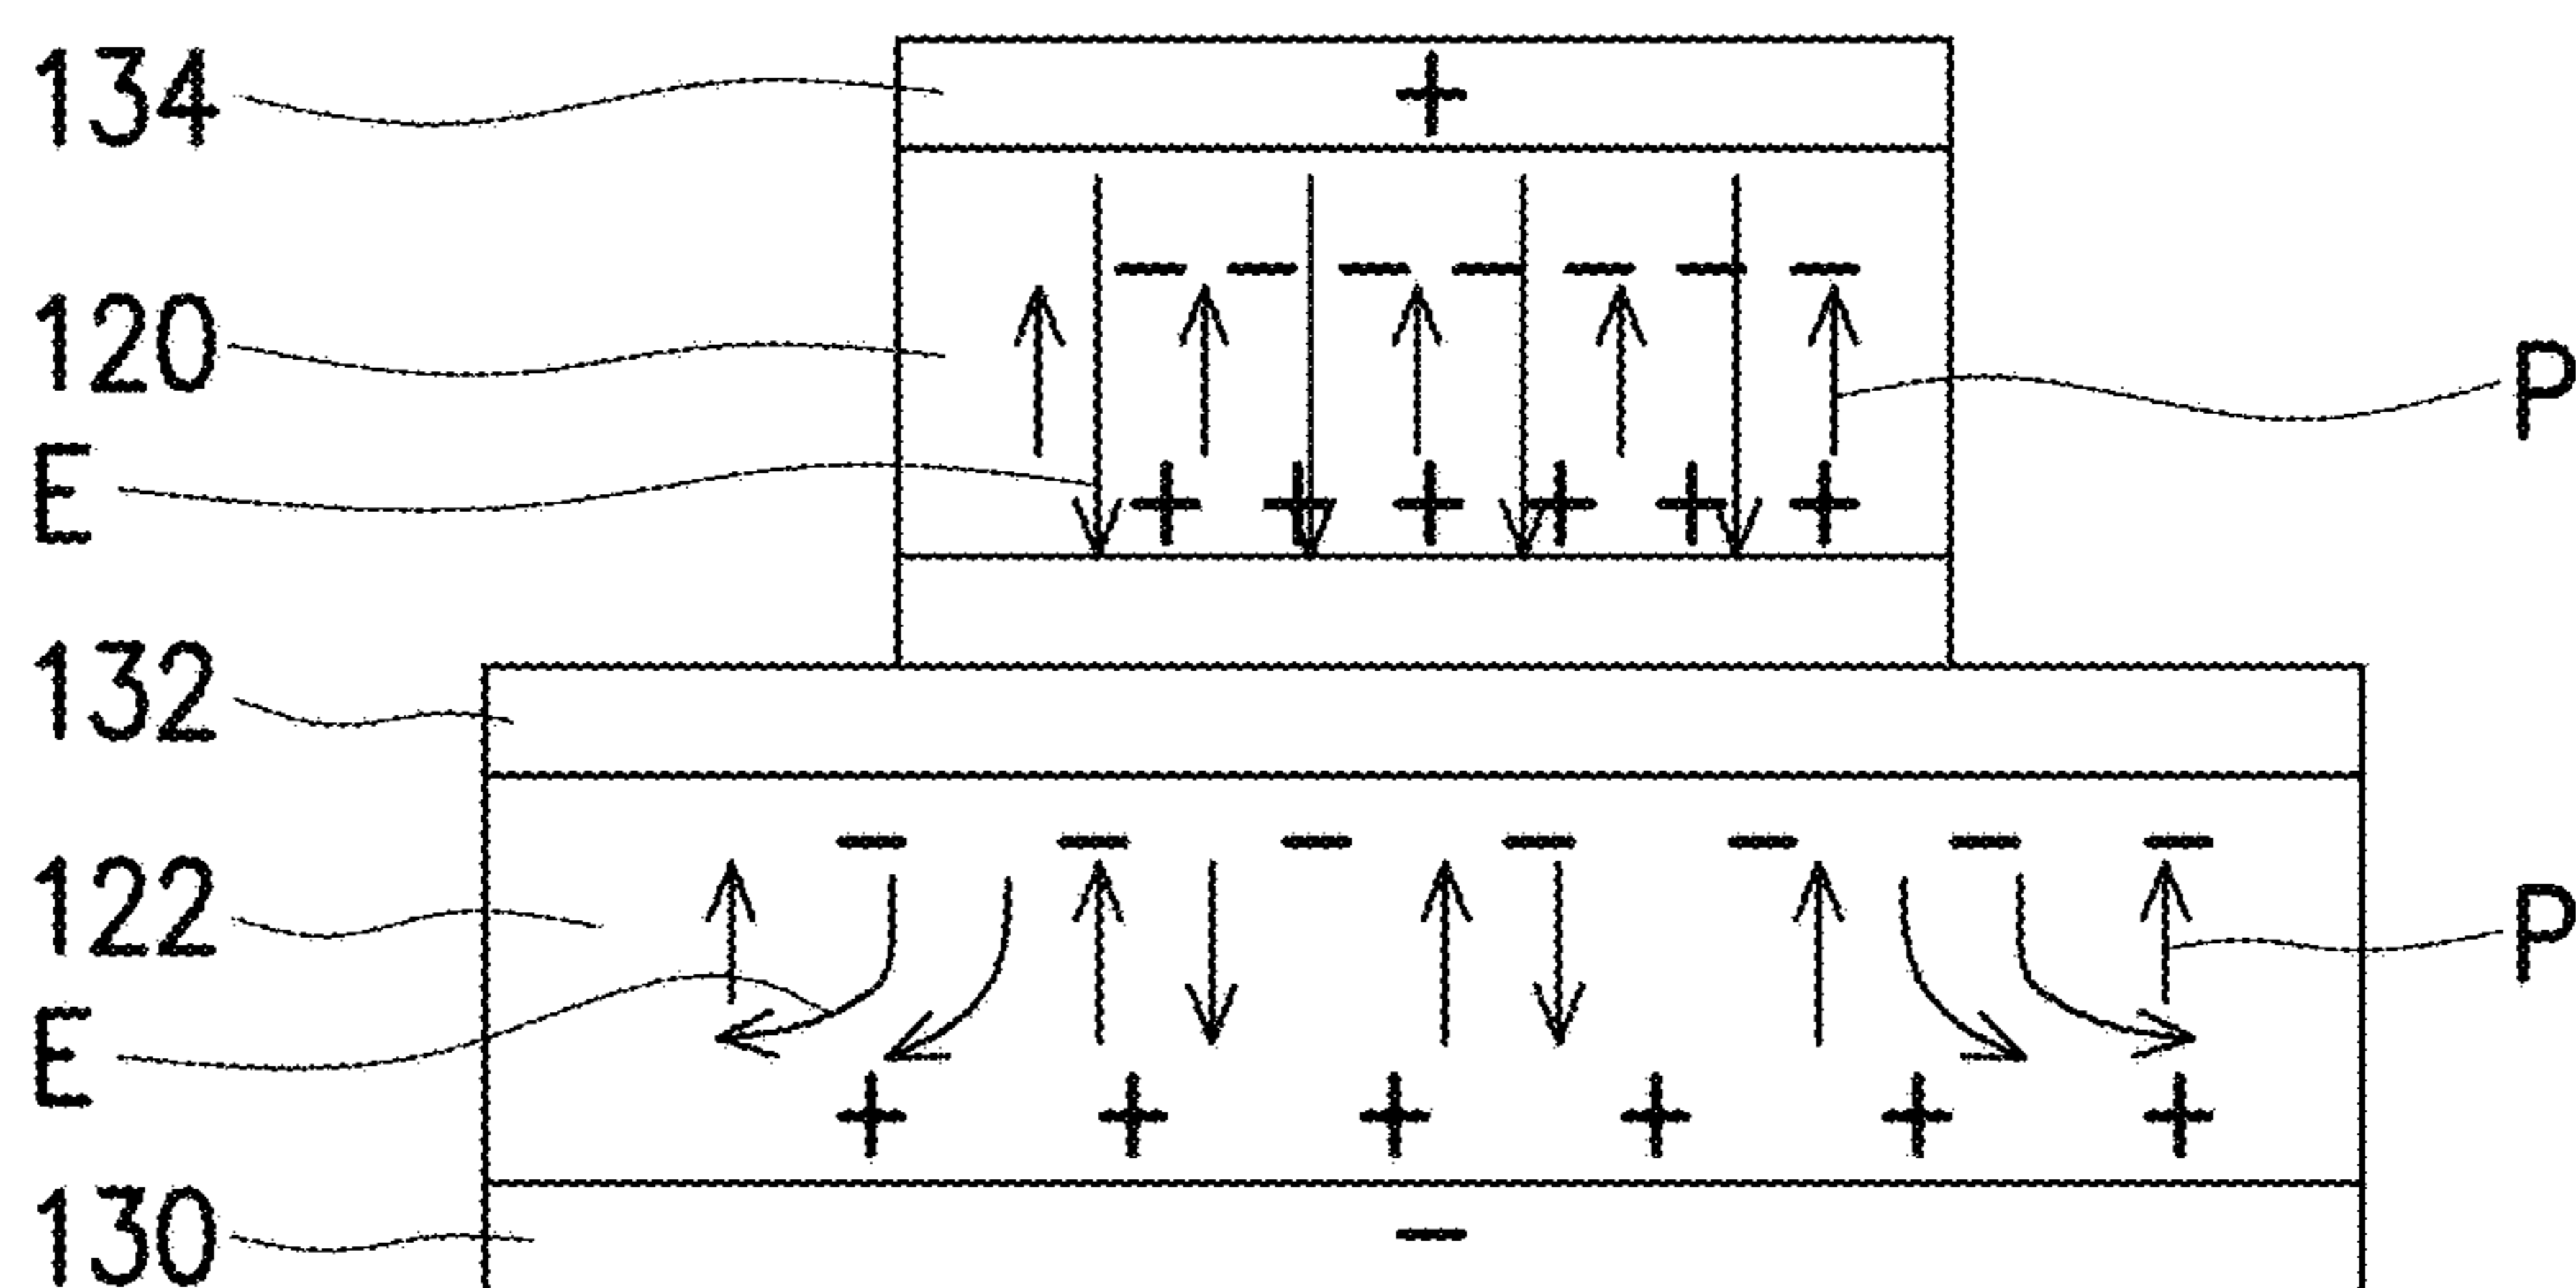 134
+
− − − − − − −
120
P
E
+ + + + + +
132
− − − − − − −
122
P
E
+ + + + + +
130
−